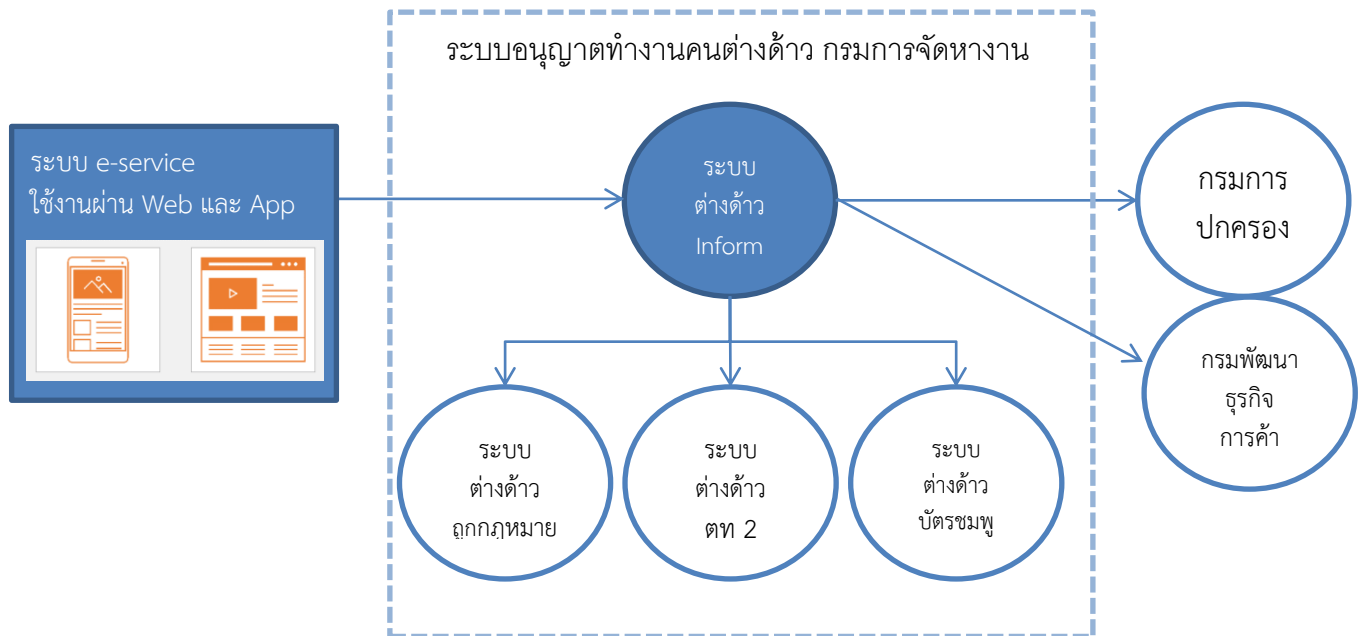 ระบบอนุญาตทำงานคนต่างด้าว กรมการจัดหางาน
ระบบ e-service
ใช้งานผ่าน Web และ App
ระบบ
ต่างด้าว
Inform
กรมการ
ปกครอง
กรมพัฒนา
ธุรกิจ
การค้า
ระบบ
ต่างด้าว
ถูกกฎหมาย
ระบบ
ต่างด้าว
ตท 2
ระบบ
ต่างด้าว
บัตรชมพู